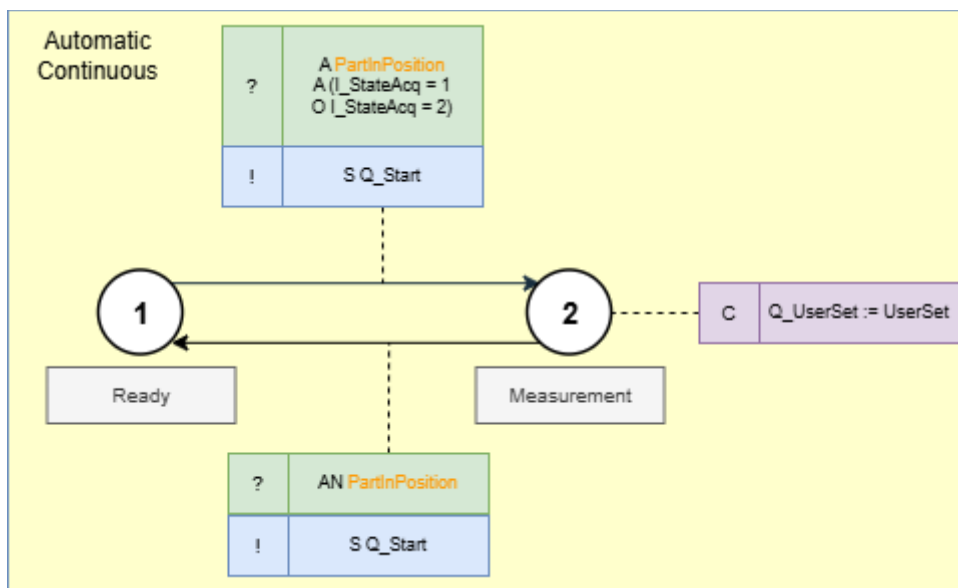 Automatic
Continuous
?
A PartInPosition
A (I_StateAcq = 1
O I_StateAcq = 2)
!
S Q_Start
1
2
C
Q_UserSet := UserSet
Ready
Measurement
?
AN PartInPosition
!
S Q_Start